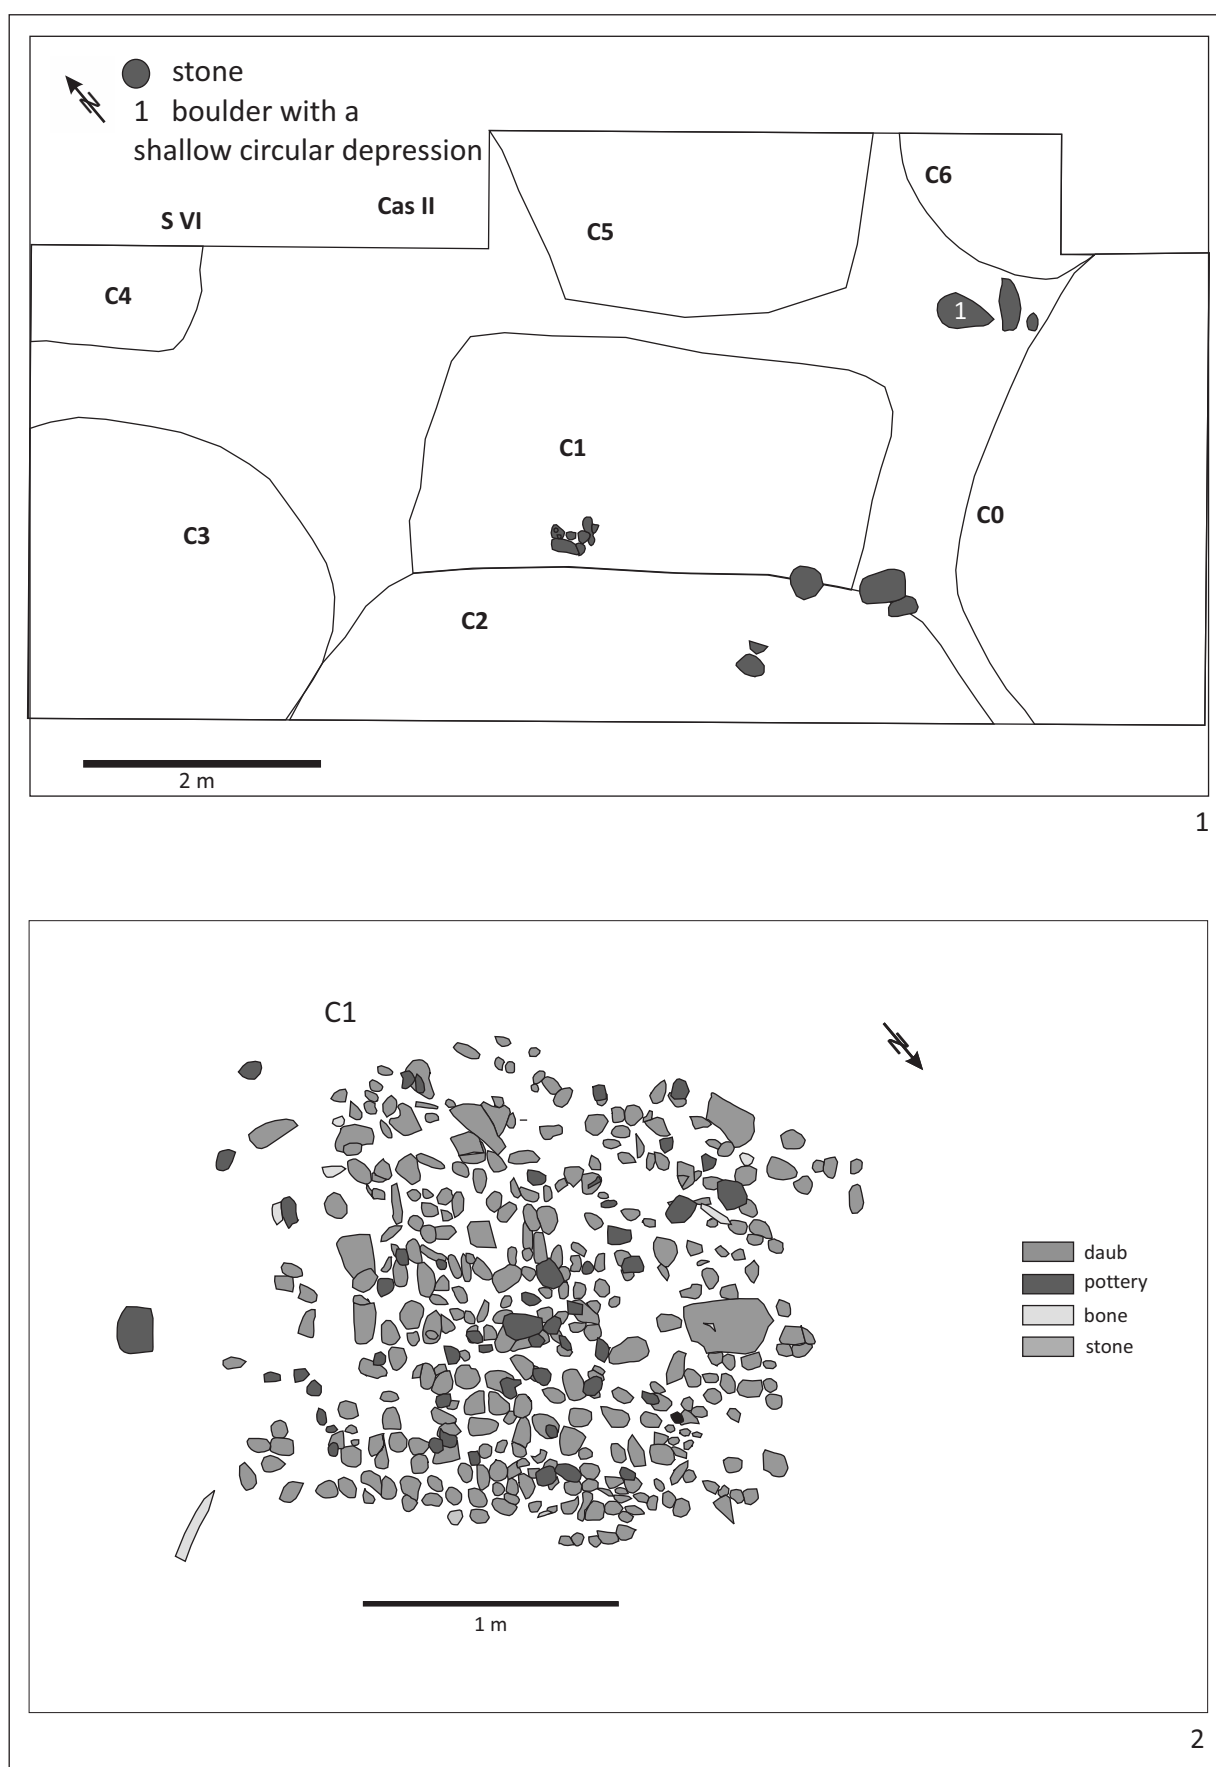 stone
1 boulder with a
shallow circular depression
S VI
Cas II
C5
C6
C4
1
C1
C3
C0
C2
2 m
1
C1
daub
pottery
bone
stone
1 m
2